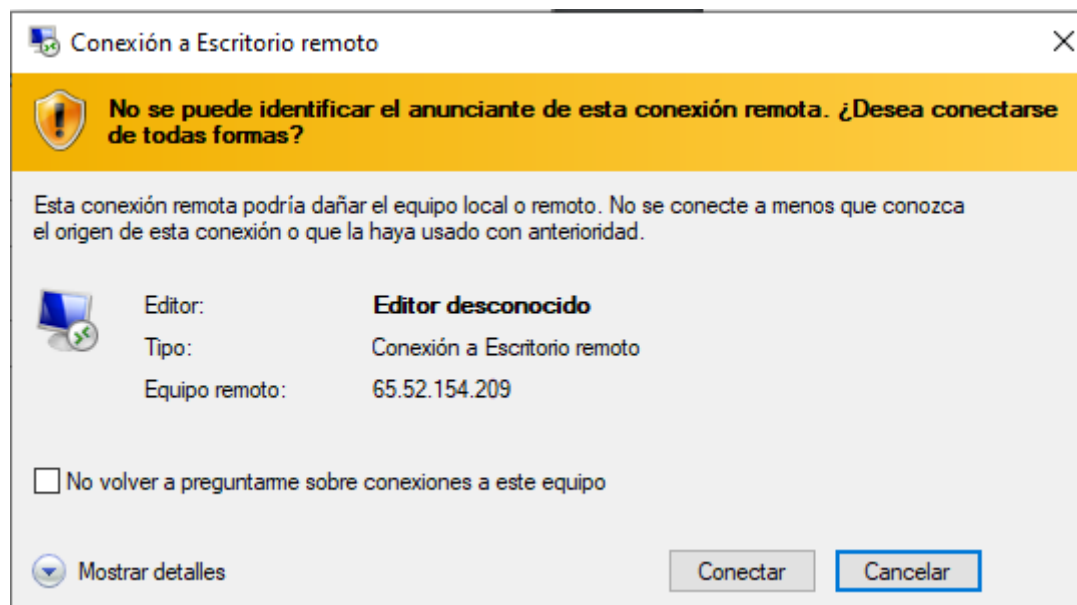 Conexión a Escritorio remoto
No se puede identificar el anunciante de esta conexión remota. ¿Desea conectarse
de todas formas?
Esta conexión remota podría dañar el equipo local o remoto. No se conecte a menos que conozca
el origen de esta conexión o que la haya usado con anterioridad.
Editor: Editor desconocido
Tipo: Conexión a Escritorio remoto
Equipo remoto: 65.52.154.209
No volver a preguntarme sobre conexiones a este equipo
Mostrar detalles Conectar Cancelar